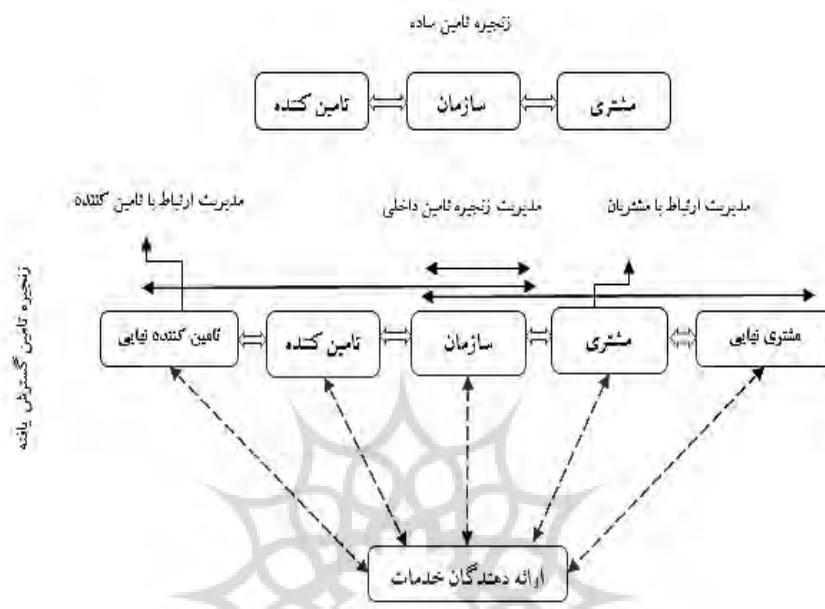 زنجیره تامین ساده
مشتری
سازمان
تامین کننده
مدیریت ارتباط با مشتریان
مدیریت زنجیره تامین داخلی
مدیریت ارتباط با تامین کننده
زنجیره تامین گسترش یافته
مشتری نهایی
مشتری
سازمان
تامین کننده
تامین کننده نهایی
ارائه دهندگان خدمات